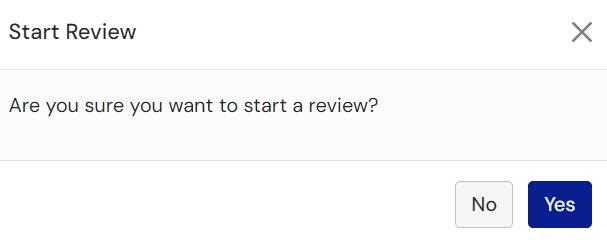 Start Review
Are you sure you want to start a review?
No Yes